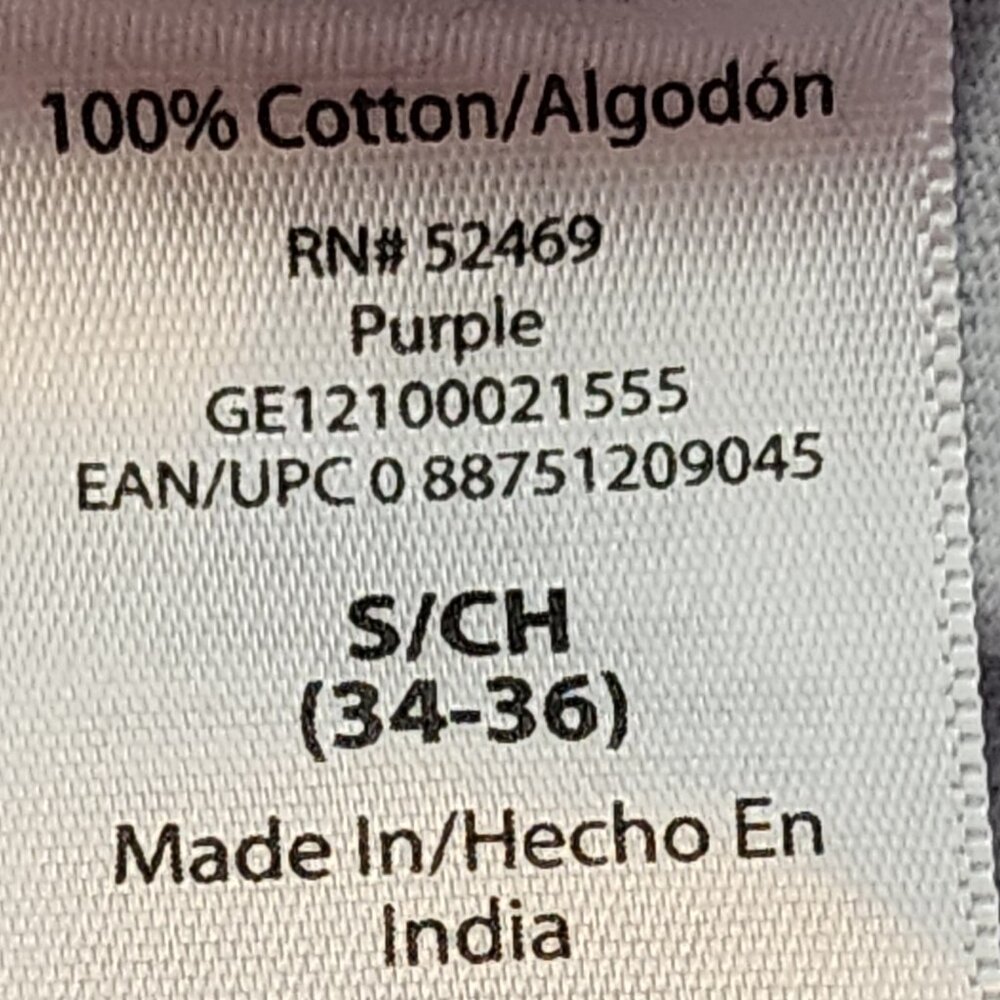 100% Cotton/Algodón
RN# 52469
Purple
GE12100021555
EAN/UPC 0 88751209045
S/CH
(34-36)
Made In/Hecho En
India